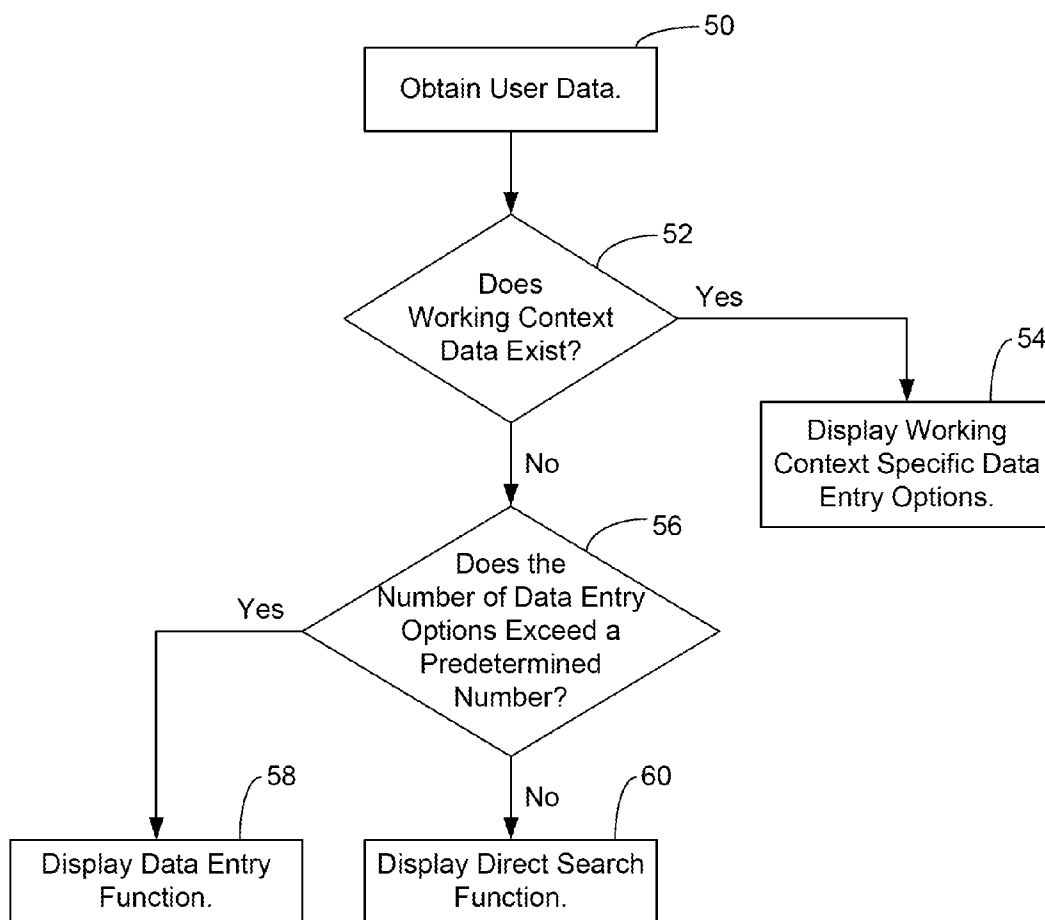 50
Obtain User Data.
52
Does
Working Context
Data Exist?
Yes
54
Display Working
Context Specific Data
Entry Options.
No
56
Does the
Number of Data Entry
Options Exceed a
Predetermined
Number?
Yes
58
Display Data Entry
Function.
No
60
Display Direct Search
Function.